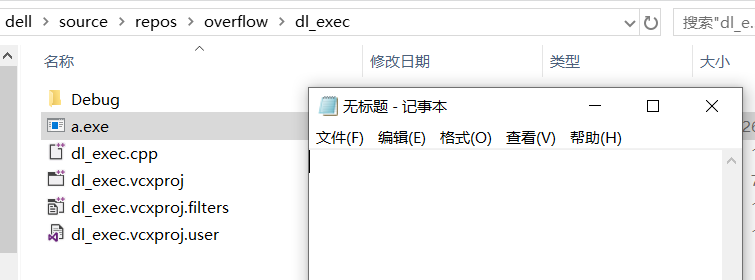 dell > source > repos > overflow > dl_exec
搜索"dl_e.
名称 修改日期 类型 大小
Debug
a.exe
dl_exec.cpp
dl_exec.vcxproj
dl_exec.vcxproj.filters
dl_exec.vcxproj.user
无标题 - 记事本
文件(F) 编辑(E) 格式(O) 查看(V) 帮助(H)